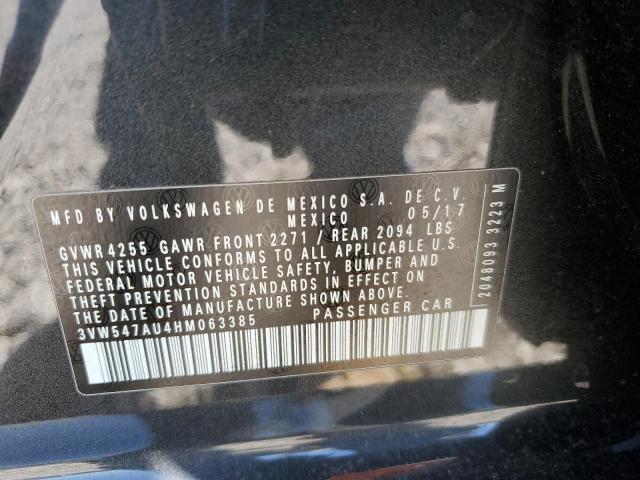 MFD BY VOLKSWAGEN DE MEXICO S.A. DE C.V.
MEXICO 05/17
GVWR 4255 GAWR FRONT 2271 / REAR 2094 LBS
THIS VEHICLE CONFORMS TO ALL APPLICABLE U.S.
FEDERAL MOTOR VEHICLE SAFETY, BUMPER AND
THEFT PREVENTION STANDARDS IN EFFECT ON
THE DATE OF MANUFACTURE SHOWN ABOVE.
3VW547AU4HM063385 PASSENGER CAR
2048093 3223 M